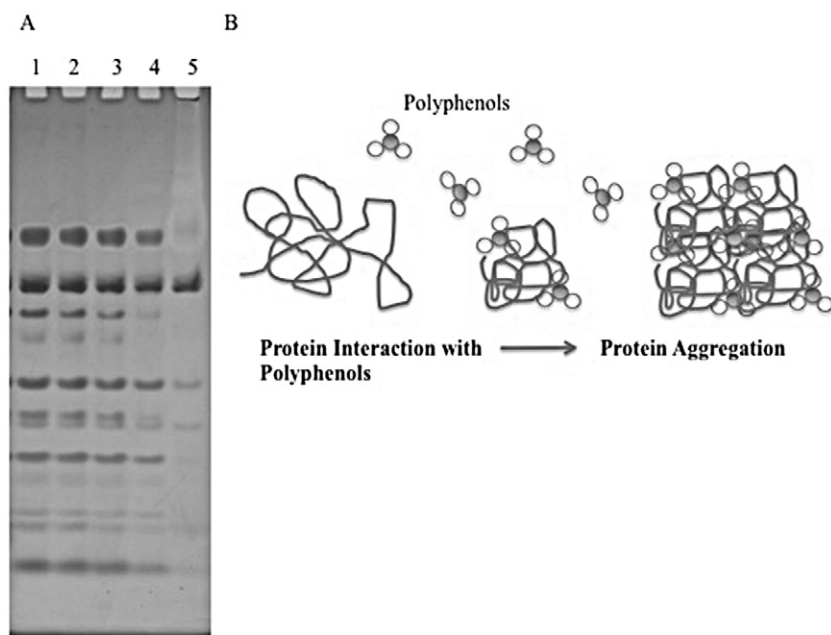 A
B
1 2 3 4 5
Polyphenols
Protein Interaction with
Polyphenols
Protein Aggregation